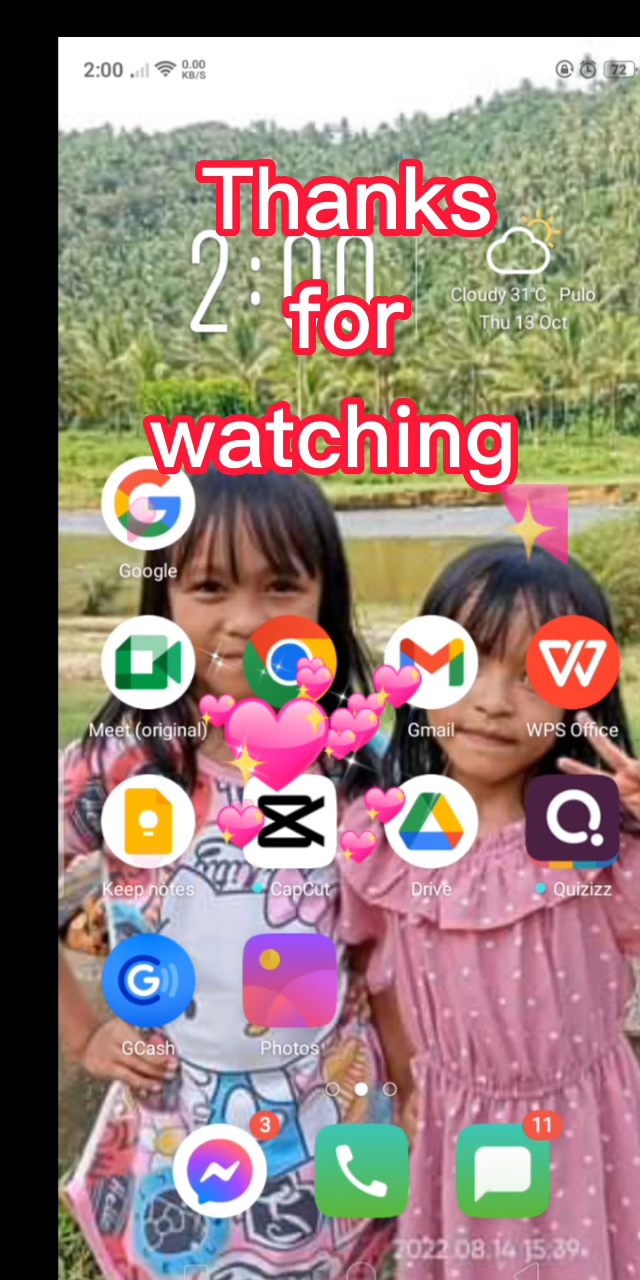 2:00
0.00
KB/S
72
Thanks
2:00
for
Cloudy 31°C Pulo
Thu 13 Oct
watching
Google
Meet (original)
Gmail
WPS Office
Keep notes
CapCut
Drive
Quizizz
GCash
Photos
3
11
2022.08.14 15:39